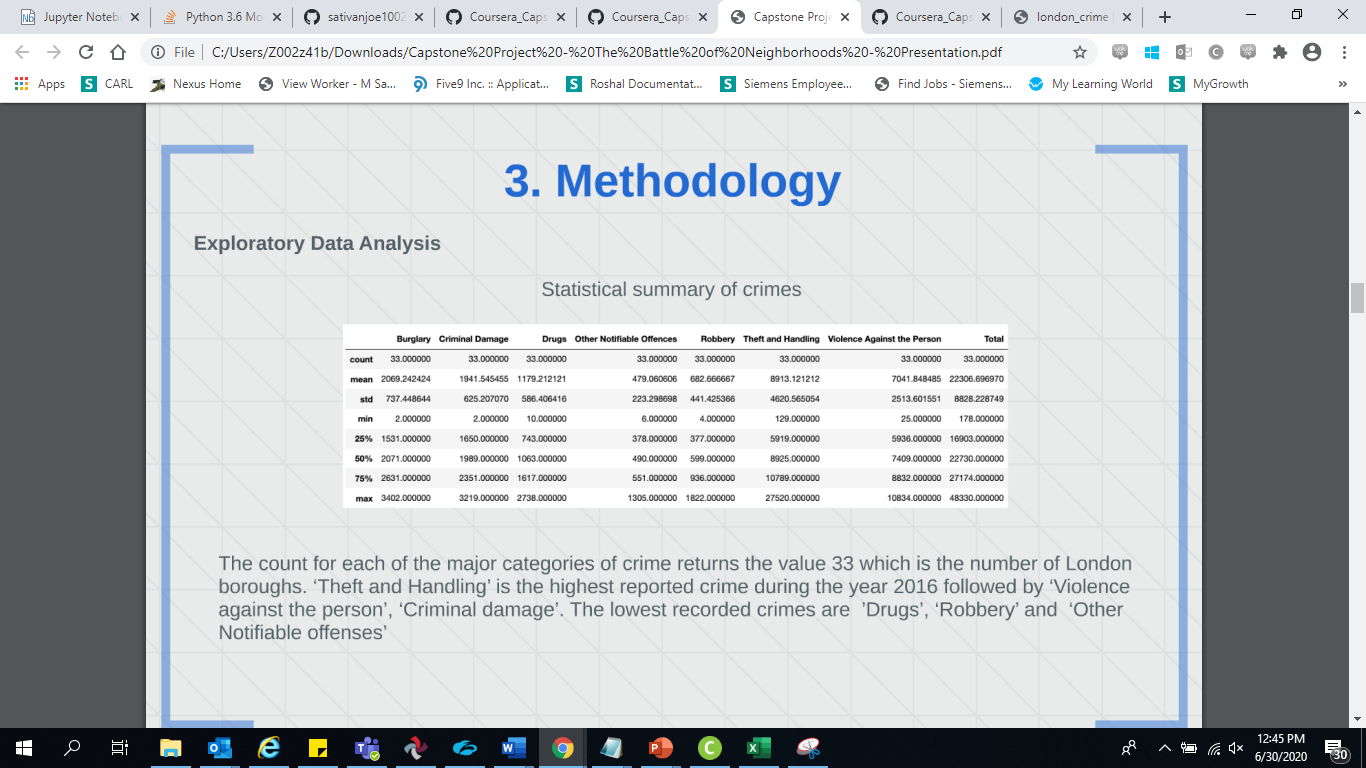 Jupyter Noteb
Python 3.6 Mo
sativanjoe1002
Coursera_Caps
Coursera_Caps
Capstone Proje
Coursera_Caps
london_crime
File
C:/Users/Z002z41b/Downloads/Capstone%20Project%20-%20The%20Battle%20of%20Neighborhoods%20-%20Presentation.pdf
Apps
CARL
Nexus Home
View Worker - M Sa...
Five9 Inc. :: Applicat...
Roshal Documentat...
Siemens Employee...
Find Jobs - Siemens...
My Learning World
MyGrowth
»
3. Methodology
Exploratory Data Analysis
Statistical summary of crimes
Burglary Criminal Damage Drugs Other Notifiable Offences Robbery Theft and Handling Violence Against the Person Total
count 33.000000 33.000000 33.000000 33.000000 33.000000 33.000000 33.000000 33.000000
mean 2069.242424 1941.545455 1179.212121 479.060606 682.666667 8913.121212 7041.848485 22306.696970
std 737.448644 625.207070 586.406416 223.298698 441.425366 4620.565054 2513.601551 8828.228749
min 2.000000 2.000000 10.000000 6.000000 4.000000 129.000000 25.000000 178.000000
25% 1531.000000 1650.000000 743.000000 378.000000 377.000000 5919.000000 5936.000000 16903.000000
50% 2071.000000 1989.000000 1063.000000 490.000000 599.000000 8925.000000 7409.000000 22730.000000
75% 2631.000000 2351.000000 1617.000000 551.000000 936.000000 10789.000000 8832.000000 27174.000000
max 3402.000000 3219.000000 2738.000000 1305.000000 1822.000000 27520.000000 10834.000000 48330.000000
The count for each of the major categories of crime returns the value 33 which is the number of London
boroughs. ‘Theft and Handling’ is the highest reported crime during the year 2016 followed by ‘Violence
against the person’, ‘Criminal damage’. The lowest recorded crimes are ’Drugs’, ‘Robbery’ and ‘Other
Notifiable offenses’
12:45 PM
6/30/2020
30